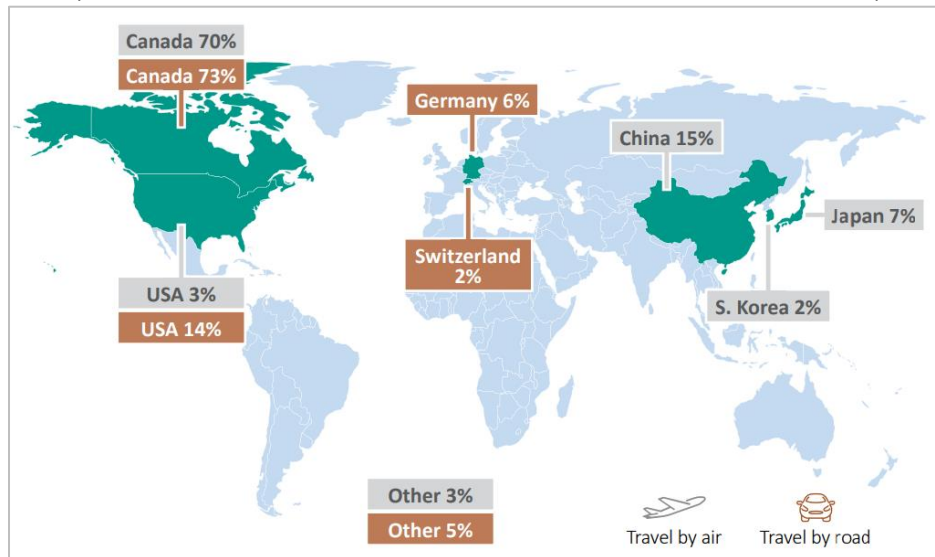 Canada 70%
Canada 73%
Germany 6%
China 15%
Japan 7%
Switzerland
2%
S. Korea 2%
USA 3%
USA 14%
Other 3%
Other 5%
Travel by air
Travel by road